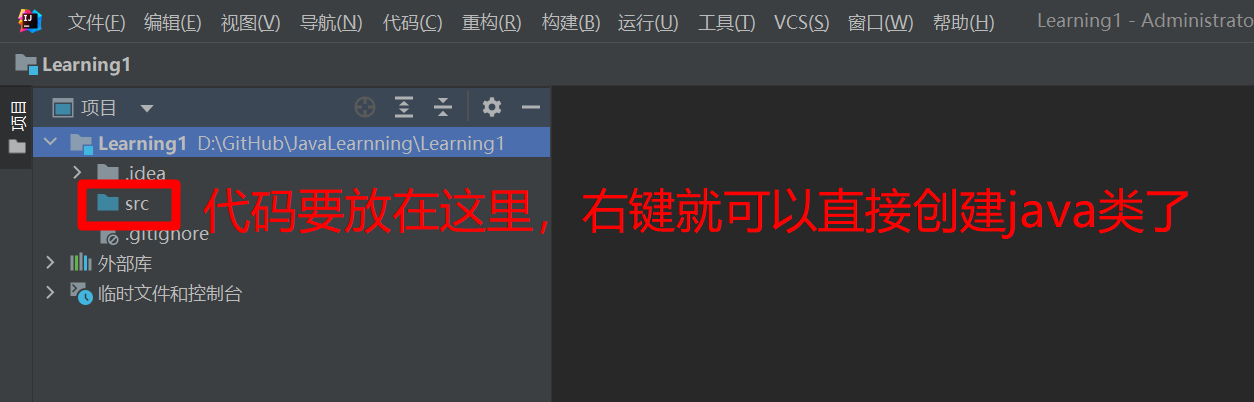 文件(F) 编辑(E) 视图(V) 导航(N) 代码(C) 重构(R) 构建(B) 运行(U) 工具(T) VCS(S) 窗口(W) 帮助(H) Learning1 - Administrato
Learning1
项目
项目
Learning1 D:\GitHub\JavaLearnning\Learning1
.idea
src 代码要放在这里，右键就可以直接创建java类了
.gitignore
外部库
临时文件和控制台